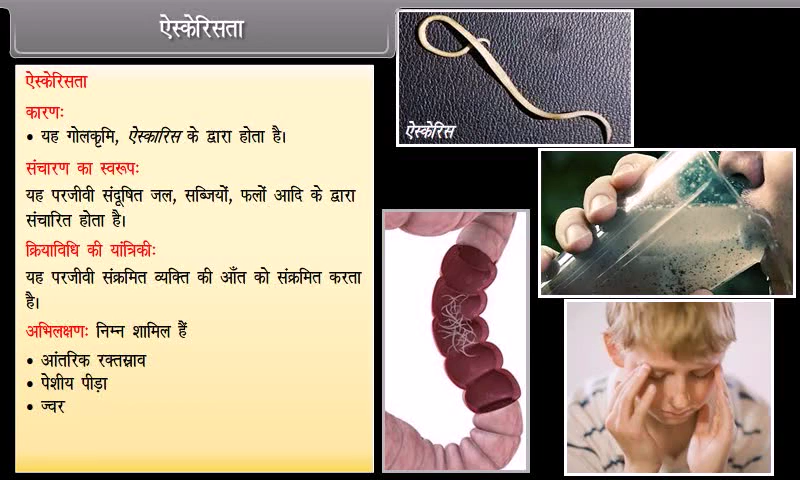 ऐस्केरिसता
ऐस्केरिसता
कारणः
• यह गोलकृमि, ऐस्कारिस के द्वारा होता है।
संचारण का स्वरूपः
यह परजीवी संदूषित जल, सब्जियों, फलों आदि के द्वारा
संचारित होता है।
क्रियाविधि की यांत्रिकीः
यह परजीवी संक्रमित व्यक्ति की आँत को संक्रमित करता
है।
अभिलक्षणः निम्न शामिल हैं
• आंतरिक रक्तस्राव
• पेशीय पीड़ा
• ज्वर
ऐस्केरिस